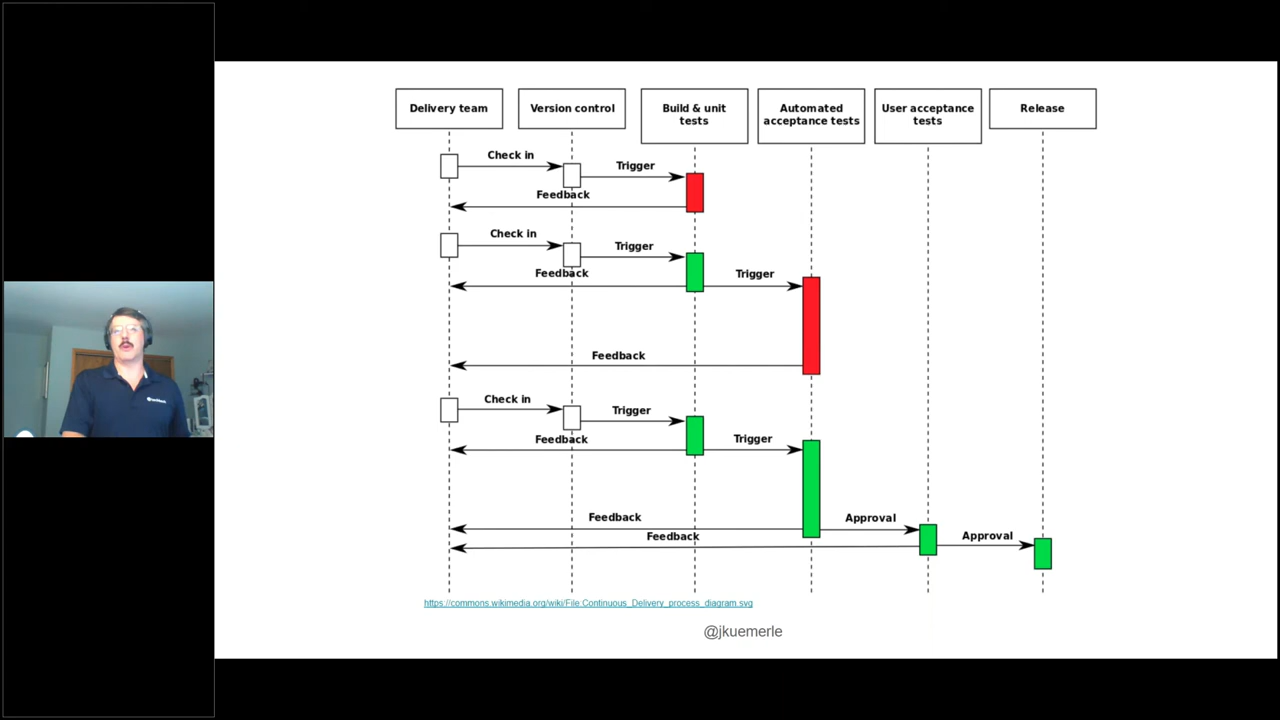 Delivery team
Version control
Build & unit
tests
Automated
acceptance tests
User acceptance
tests
Release
Check in
Trigger
Feedback
Check in
Trigger
Feedback
Trigger
Feedback
Check in
Trigger
Feedback
Trigger
Feedback
Approval
Feedback
Approval
https://commons.wikimedia.org/wiki/File:Continuous_Delivery_process_diagram.svg
@jkuemerle